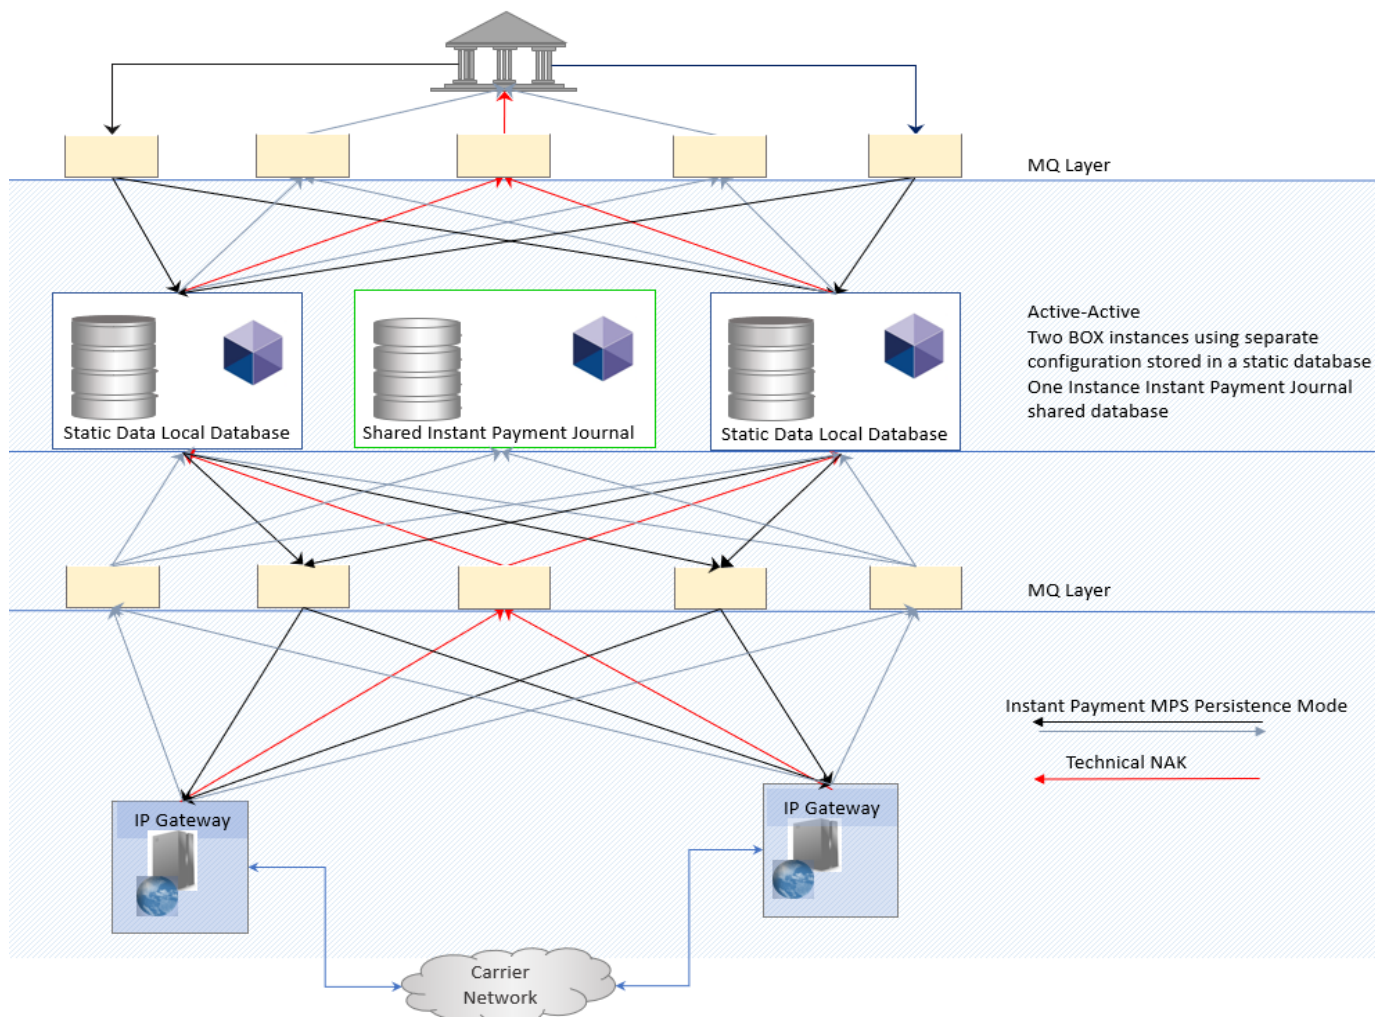 MQ Layer
Active-Active
Two BOX instances using separate
configuration stored in a static database
One Instance Instant Payment Journal
shared database
Static Data Local Database
Shared Instant Payment Journal
Static Data Local Database
MQ Layer
Instant Payment MPS Persistence Mode
Technical NAK
IP Gateway
IP Gateway
Carrier
Network